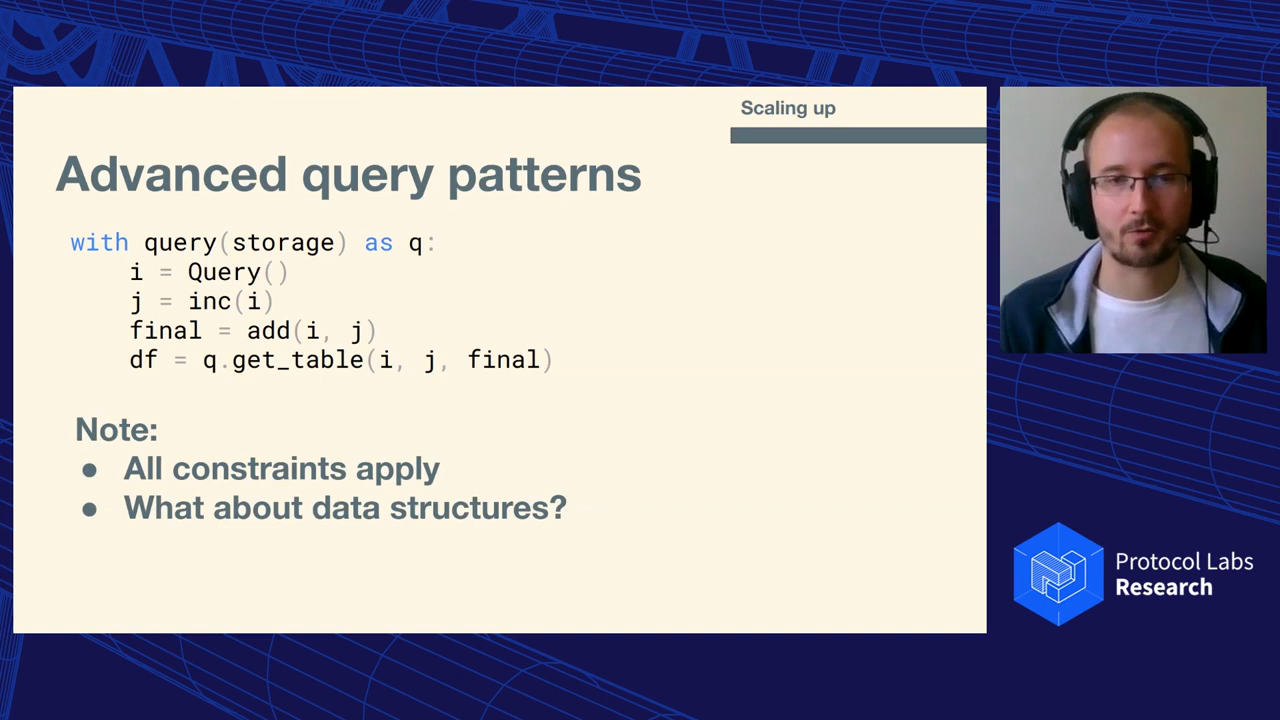 Scaling up
Advanced query patterns
with query(storage) as q:
    i = Query()
    j = inc(i)
    final = add(i, j)
    df = q.get_table(i, j, final)
Note:
● All constraints apply
● What about data structures?
Protocol Labs
Research